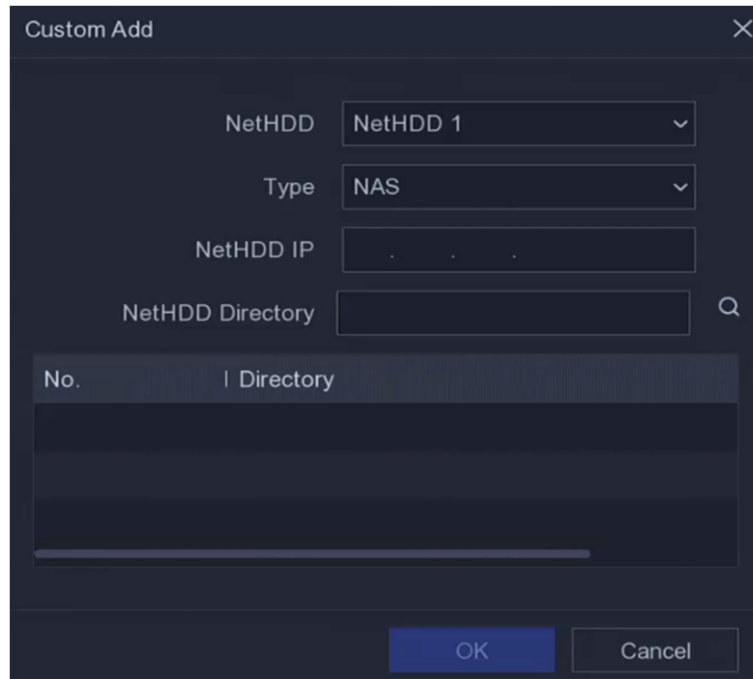 Custom Add
NetHDD NetHDD 1
Type NAS
NetHDD IP . . .
NetHDD Directory
No. Directory
OK Cancel